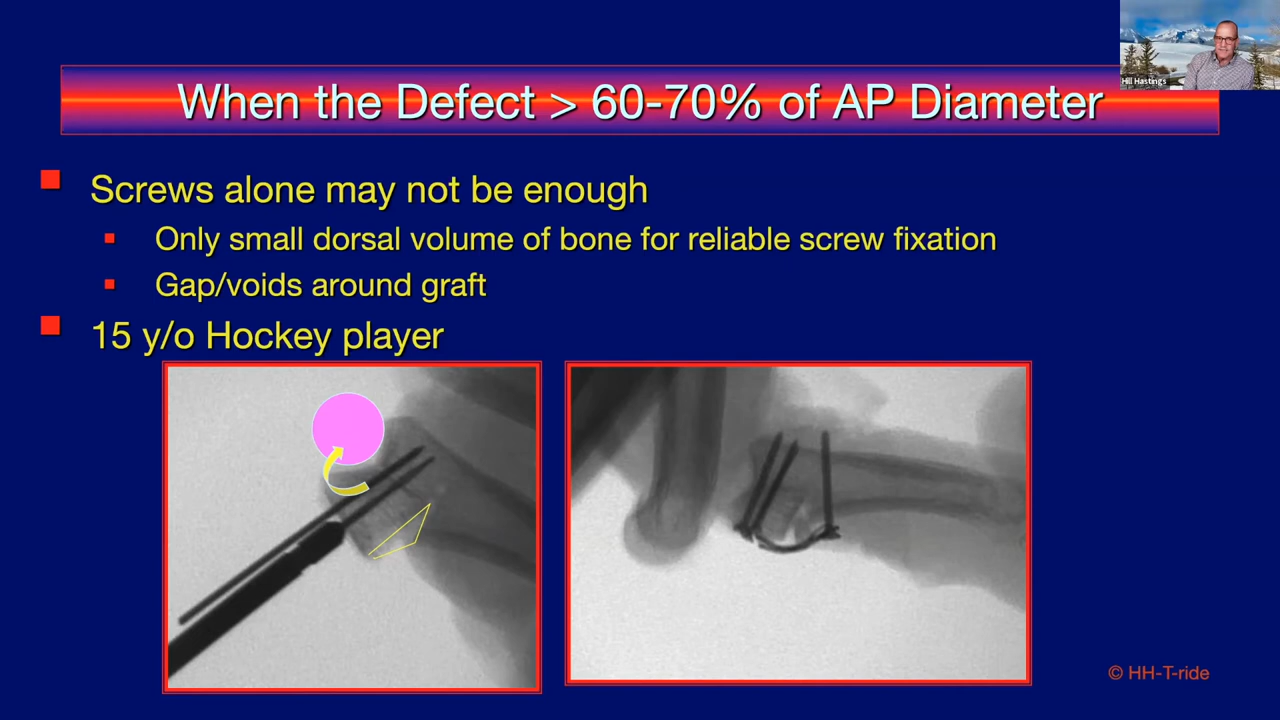 Hill Hastings
When the Defect > 60-70% of AP Diameter
Screws alone may not be enough
Only small dorsal volume of bone for reliable screw fixation
Gap/voids around graft
15 y/o Hockey player
© HH-T-ride